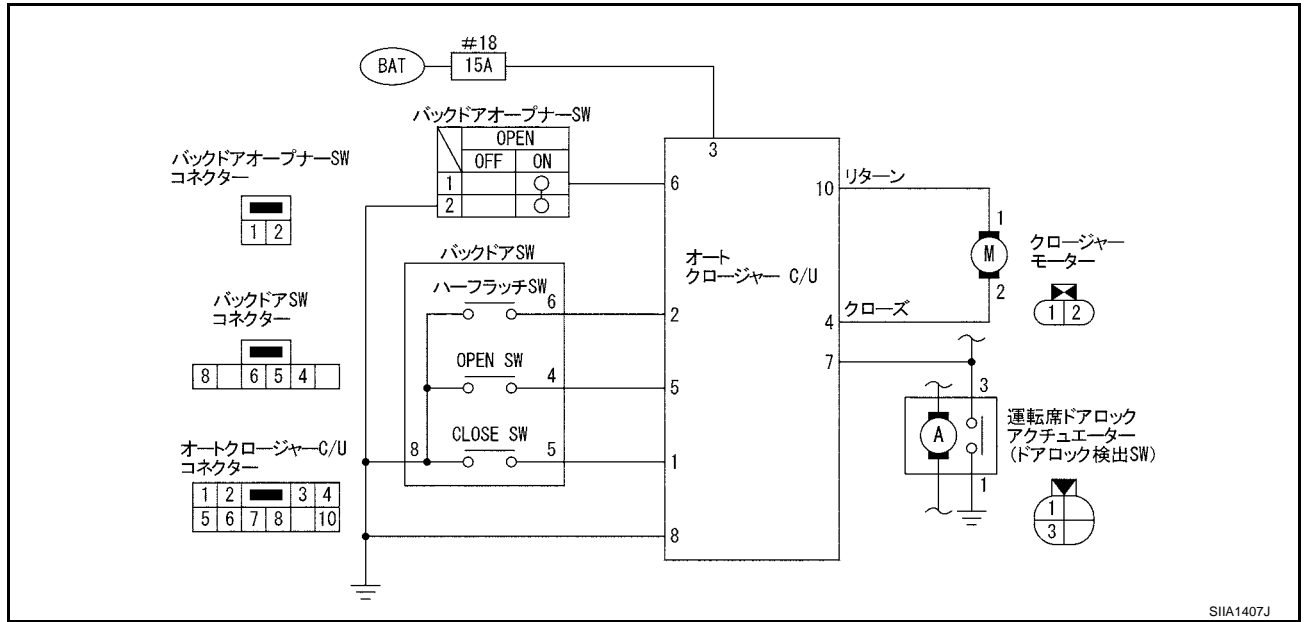 #18
BAT
15A
バックドアオープナーSW
OPEN
OFF ON
1
2
バックドアオープナーSW
コネクター
1 2
バックドアSW
ハーフラッチSW
6
OPEN SW
4
CLOSE SW
8
5
バックドアSW
コネクター
8 6 5 4
オートクロージャーC/U
コネクター
1 2 3 4
5 6 7 8 10
3
6
2
5
1
8
オート
クロージャー C/U
10
4
7
リターン
クローズ
1
M
2
クロージャー
モーター
1 2
3
A
1
運転席ドアロック
アクチュエーター
(ドアロック検出SW)
1
3
SIIA1407J